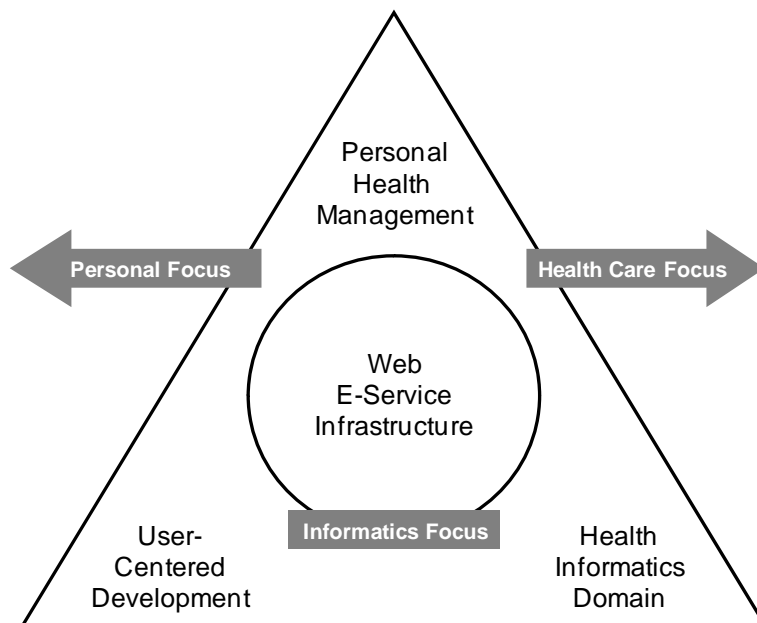 Personal
Health
Management
Personal Focus
Health Care Focus
Web
E-Service
Infrastructure
Informatics Focus
User-
Centered
Development
Health
Informatics
Domain